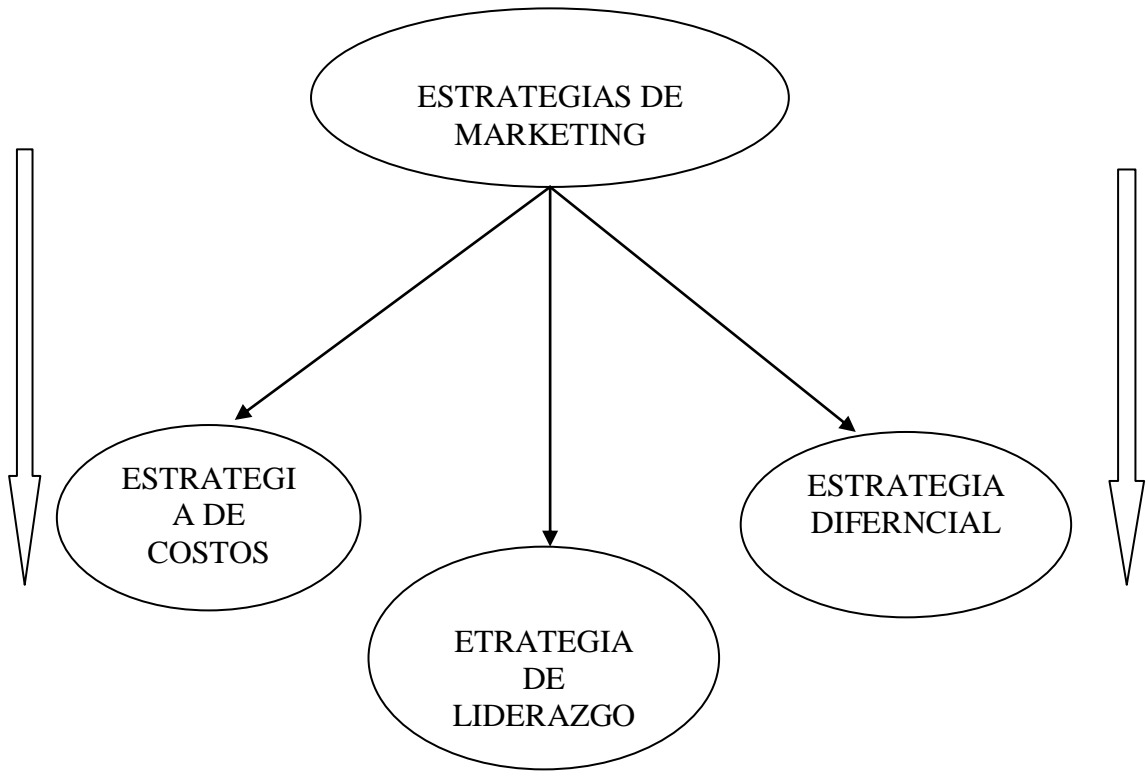 ESTRATEGIAS DE
MARKETING
ESTRATEGI
A DE
COSTOS
ETRATEGIA
DE
LIDERAZGO
ESTRATEGIA
DIFERNCIAL